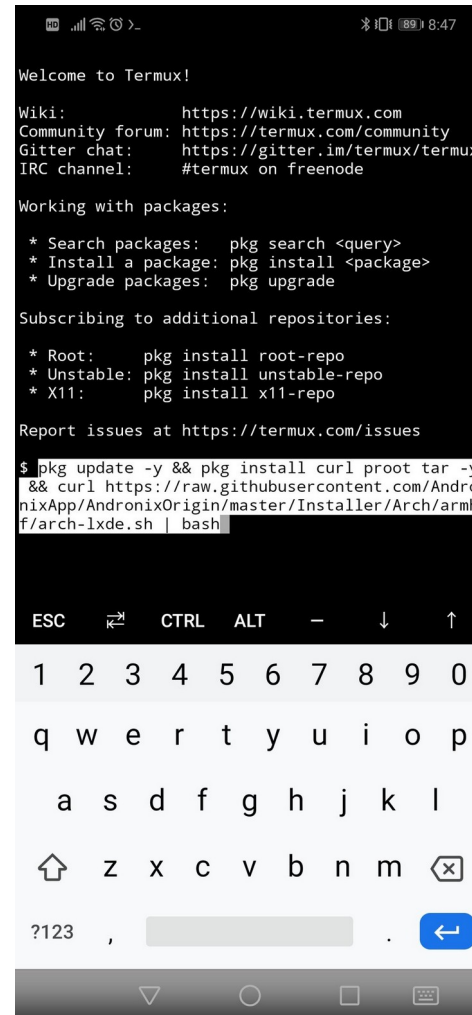 HD 89 8:47
Welcome to Termux!
Wiki: https://wiki.termux.com
Community forum: https://termux.com/community
Gitter chat: https://gitter.im/termux/termux
IRC channel: #termux on freenode
Working with packages:
* Search packages: pkg search <query>
* Install a package: pkg install <package>
* Upgrade packages: pkg upgrade
Subscribing to additional repositories:
* Root: pkg install root-repo
* Unstable: pkg install unstable-repo
* X11: pkg install x11-repo
Report issues at https://termux.com/issues
$ pkg update -y && pkg install curl proot tar -y
&& curl https://raw.githubusercontent.com/Andro
nixApp/AndronixOrigin/master/Installer/Arch/armh
f/arch-lxde.sh | bash
ESC CTRL ALT – ↓ ↑
1 2 3 4 5 6 7 8 9 0
q w e r t y u i o p
a s d f g h j k l
z x c v b n m
?123 , .